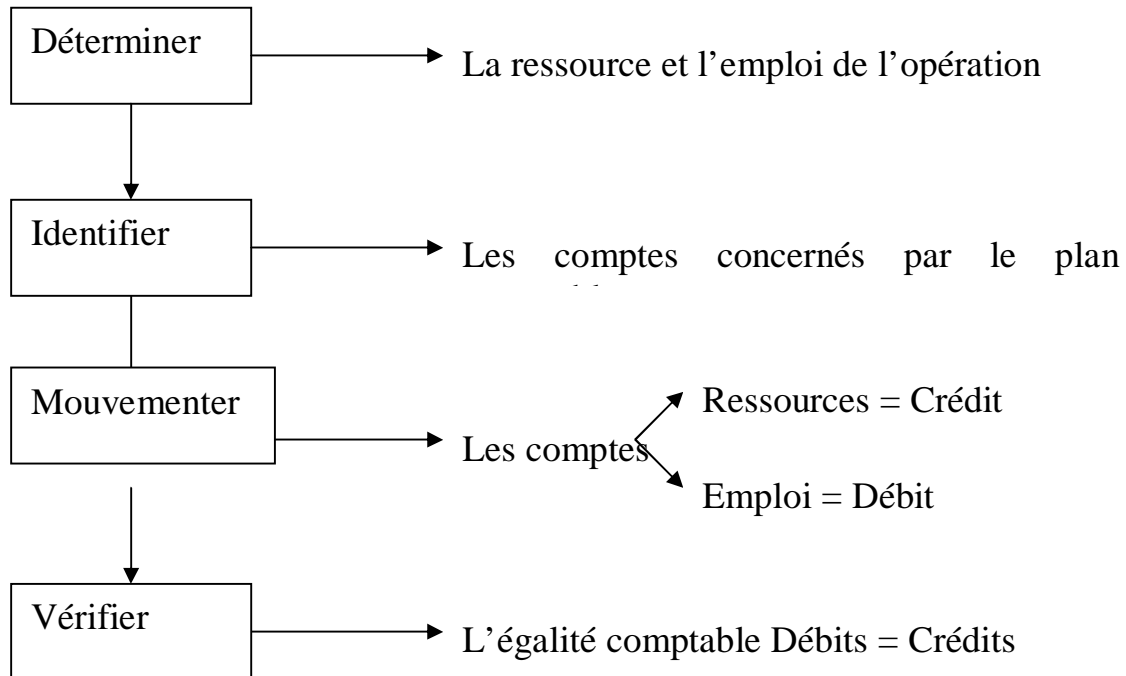 Déterminer
La ressource et l’emploi de l’opération
Identifier
Les comptes concernés par le plan
Mouvementer
Ressources = Crédit
Les comptes
Emploi = Débit
Vérifier
L’égalité comptable Débits = Crédits